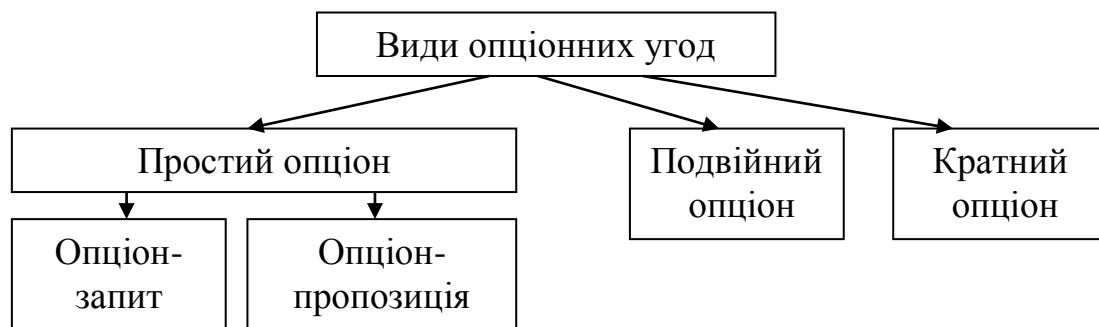 Види опціонних угод
Простий опціон
Подвійний
опціон
Кратний
опціон
Опціон-
запит
Опціон-
пропозиція